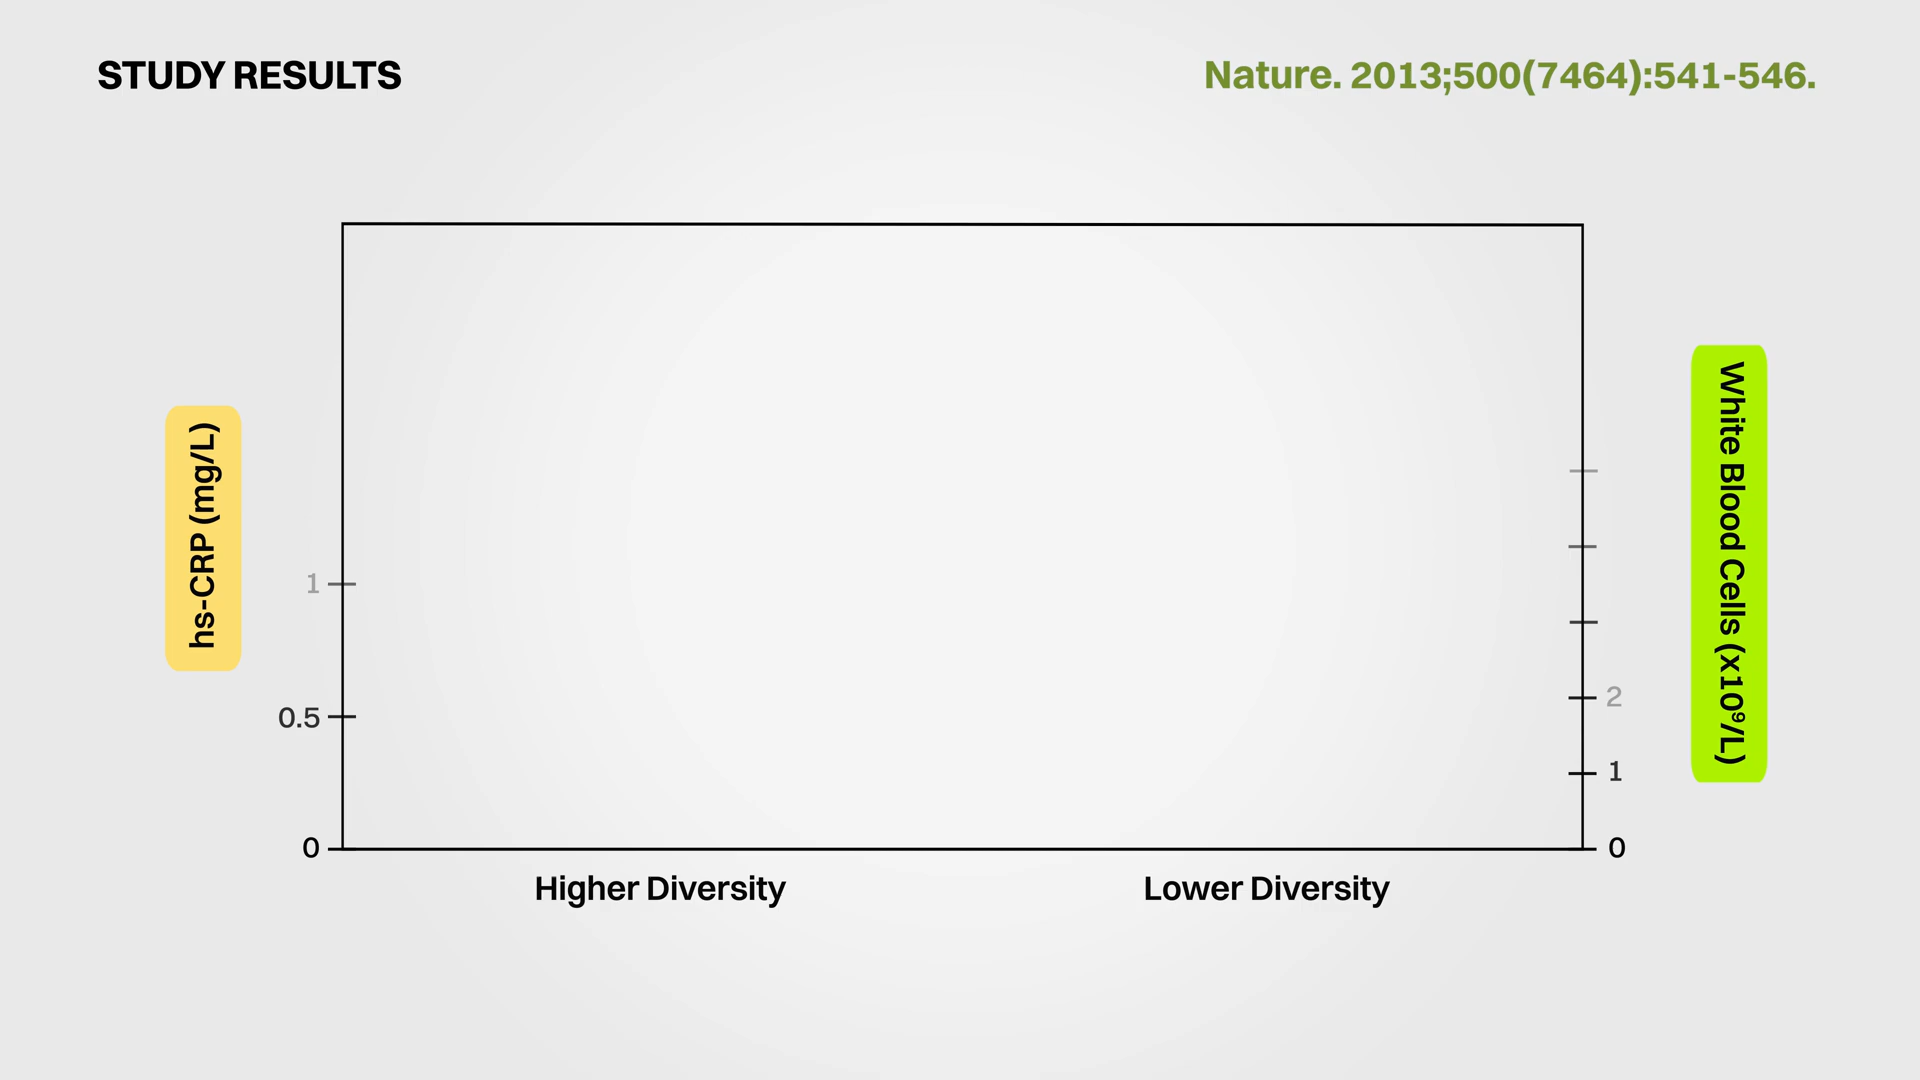 STUDY RESULTS
Nature. 2013;500(7464):541-546.
hs-CRP (mg/L)
1
0.5
0
White Blood Cells (x10⁹/L)
2
1
0
Higher Diversity
Lower Diversity